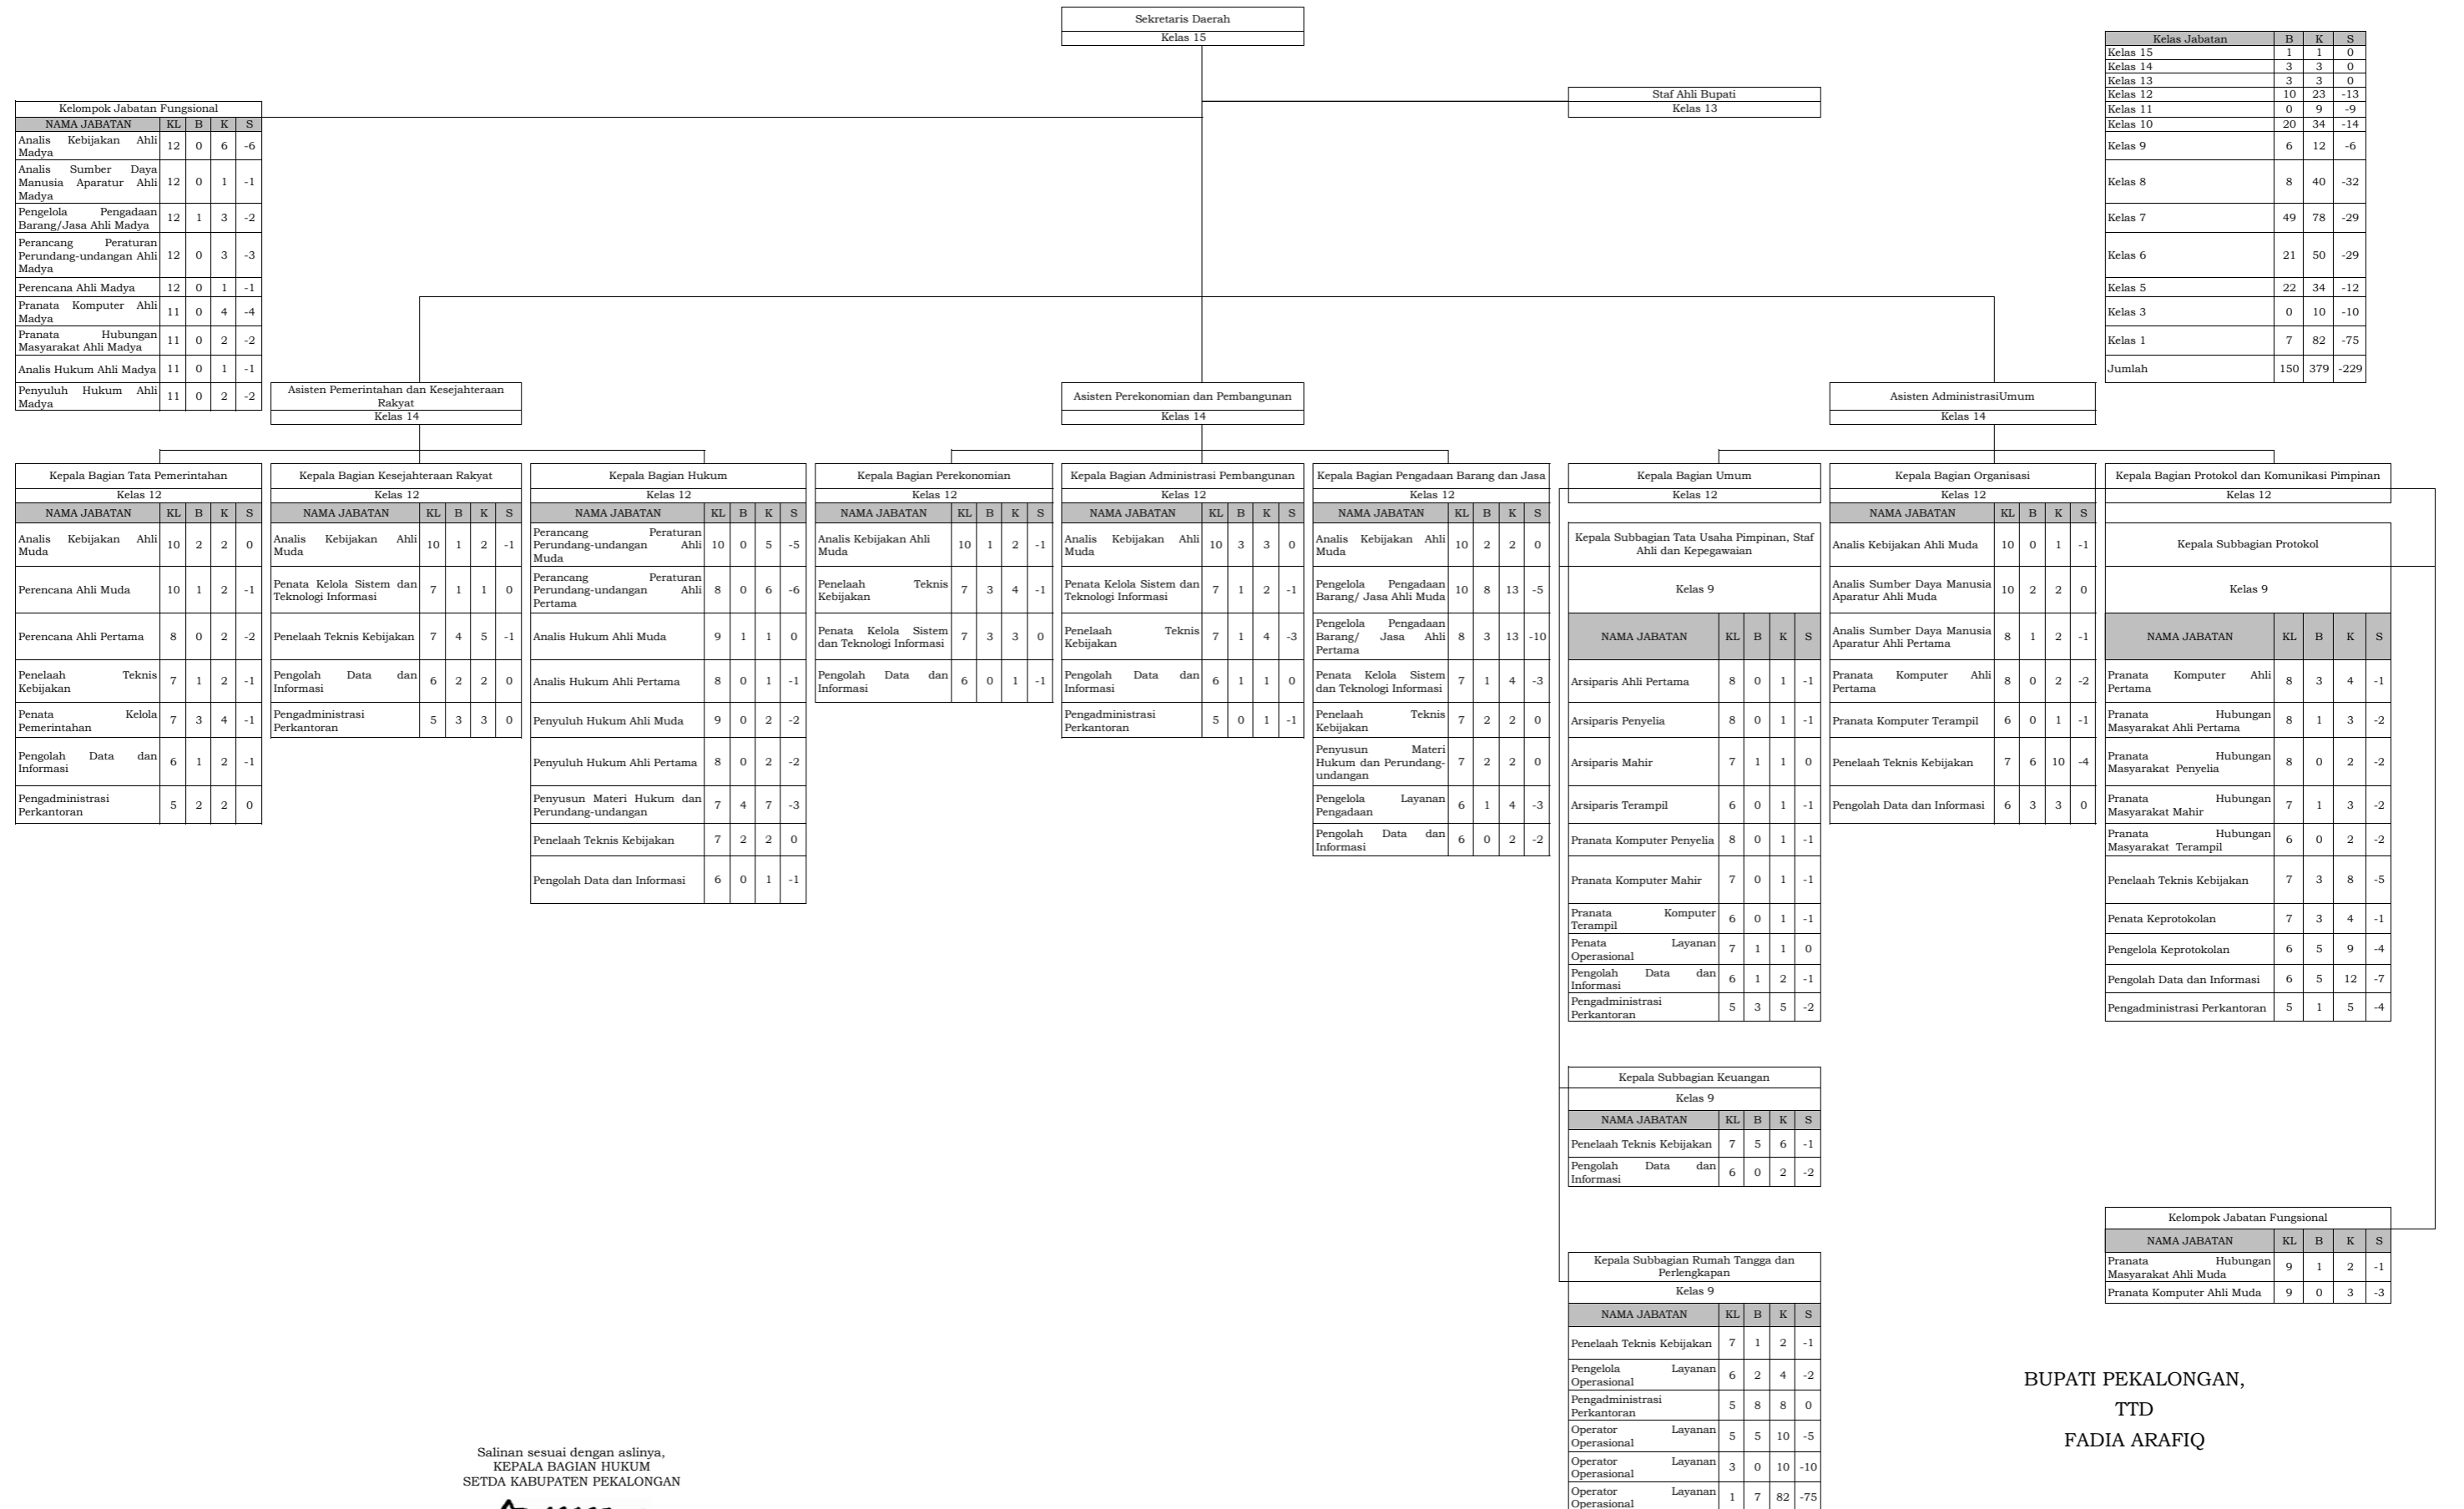 Sekretaris Daerah
Kelas 15
Kelas Jabatan B K S
Kelas 15 1 1 0
Kelas 14 3 3 0
Kelas 13 3 3 0
Kelas 12 10 23 -13
Kelas 11 0 9 -9
Kelas 10 20 34 -14
Kelas 9 6 12 -6
Kelas 8 8 40 -32
Kelas 7 49 78 -29
Kelas 6 21 50 -29
Kelas 5 22 34 -12
Kelas 3 0 10 -10
Kelas 1 7 82 -75
Jumlah 150 379 -229
Staf Ahli Bupati
Kelas 13
Kelompok Jabatan Fungsional
NAMA JABATAN KL B K S
Analis Kebijakan Ahli
Madya 12 0 6 -6
Analis Sumber Daya
Manusia Aparatur Ahli
Madya 12 0 1 -1
Pengelola Pengadaan
Barang/Jasa Ahli Madya 12 1 3 -2
Perancang Peraturan
Perundang-undangan Ahli
Madya 12 0 3 -3
Perencana Ahli Madya 12 0 1 -1
Pranata Komputer Ahli
Madya 11 0 4 -4
Pranata Hubungan
Masyarakat Ahli Madya 11 0 2 -2
Analis Hukum Ahli Madya 11 0 1 -1
Penyuluh Hukum Ahli
Madya 11 0 2 -2
Asisten Pemerintahan dan Kesejahteraan
Rakyat
Kelas 14
Asisten Perekonomian dan Pembangunan
Kelas 14
Asisten AdministrasiUmum
Kelas 14
Kepala Bagian Tata Pemerintahan
Kelas 12
NAMA JABATAN KL B K S
Analis Kebijakan Ahli
Muda 10 2 2 0
Perencana Ahli Muda 10 1 2 -1
Perencana Ahli Pertama 8 0 2 -2
Penelaah Teknis
Kebijakan 7 1 2 -1
Penata Kelola
Pemerintahan 7 3 4 -1
Pengolah Data dan
Informasi 6 1 2 -1
Pengadministrasi
Perkantoran 5 2 2 0
Kepala Bagian Kesejahteraan Rakyat
Kelas 12
NAMA JABATAN KL B K S
Analis Kebijakan Ahli
Muda 10 1 2 -1
Penata Kelola Sistem dan
Teknologi Informasi 7 1 1 0
Penelaah Teknis Kebijakan 7 4 5 -1
Pengolah Data dan
Informasi 6 2 2 0
Pengadministrasi
Perkantoran 5 3 3 0
Kepala Bagian Hukum
Kelas 12
NAMA JABATAN KL B K S
Perancang Peraturan
Perundang-undangan Ahli
Muda 10 0 5 -5
Perancang Peraturan
Perundang-undangan Ahli
Pertama 8 0 6 -6
Analis Hukum Ahli Muda 9 1 1 0
Analis Hukum Ahli Pertama 8 0 1 -1
Penyuluh Hukum Ahli Muda 9 0 2 -2
Penyuluh Hukum Ahli Pertama 8 0 2 -2
Penyusun Materi Hukum dan
Perundang-undangan 7 4 7 -3
Penelaah Teknis Kebijakan 7 2 2 0
Pengolah Data dan Informasi 6 0 1 -1
Kepala Bagian Perekonomian
Kelas 12
NAMA JABATAN KL B K S
Analis Kebijakan Ahli
Muda 10 1 2 -1
Penelaah Teknis
Kebijakan 7 3 4 -1
Penata Kelola Sistem
dan Teknologi Informasi 7 3 3 0
Pengolah Data dan
Informasi 6 0 1 -1
Kepala Bagian Administrasi Pembangunan
Kelas 12
NAMA JABATAN KL B K S
Analis Kebijakan Ahli
Muda 10 3 3 0
Penata Kelola Sistem dan
Teknologi Informasi 7 1 2 -1
Penelaah Teknis
Kebijakan 7 1 4 -3
Pengolah Data dan
Informasi 6 1 1 0
Pengadministrasi
Perkantoran 5 0 1 -1
Kepala Bagian Pengadaan Barang dan Jasa
Kelas 12
NAMA JABATAN KL B K S
Analis Kebijakan Ahli
Muda 10 2 2 0
Pengelola Pengadaan
Barang/ Jasa Ahli Muda 10 8 13 -5
Pengelola Pengadaan
Barang/ Jasa Ahli
Pertama 8 3 13 -10
Penata Kelola Sistem
dan Teknologi Informasi 7 1 4 -3
Penelaah Teknis
Kebijakan 7 2 2 0
Penyusun Materi
Hukum dan Perundang-
undangan 7 2 2 0
Pengelola Layanan
Pengadaan 6 1 4 -3
Pengolah Data dan
Informasi 6 0 2 -2
Kepala Bagian Umum
Kelas 12
Kepala Subbagian Tata Usaha Pimpinan, Staf
Ahli dan Kepegawaian
Kelas 9
NAMA JABATAN KL B K S
Arsiparis Ahli Pertama 8 0 1 -1
Arsiparis Penyelia 8 0 1 -1
Arsiparis Mahir 7 1 1 0
Arsiparis Terampil 6 0 1 -1
Pranata Komputer Penyelia 8 0 1 -1
Pranata Komputer Mahir 7 0 1 -1
Pranata Komputer
Terampil 6 0 1 -1
Penata Layanan
Operasional 7 1 1 0
Pengolah Data dan
Informasi 6 1 2 -1
Pengadministrasi
Perkantoran 5 3 5 -2
Kepala Subbagian Keuangan
Kelas 9
NAMA JABATAN KL B K S
Penelaah Teknis Kebijakan 7 5 6 -1
Pengolah Data dan
Informasi 6 0 2 -2
Kepala Subbagian Rumah Tangga dan
Perlengkapan
Kelas 9
NAMA JABATAN KL B K S
Penelaah Teknis Kebijakan 7 1 2 -1
Pengelola Layanan
Operasional 6 2 4 -2
Pengadministrasi
Perkantoran 5 8 8 0
Operator Layanan
Operasional 5 5 10 -5
Operator Layanan
Operasional 3 0 10 -10
Operator Layanan
Operasional 1 7 82 -75
Kepala Bagian Organisasi
Kelas 12
NAMA JABATAN KL B K S
Analis Kebijakan Ahli Muda 10 0 1 -1
Analis Sumber Daya Manusia
Aparatur Ahli Muda 10 2 2 0
Analis Sumber Daya Manusia
Aparatur Ahli Pertama 8 1 2 -1
Pranata Komputer Ahli
Pertama 8 0 2 -2
Pranata Komputer Terampil 6 0 1 -1
Penelaah Teknis Kebijakan 7 6 10 -4
Pengolah Data dan Informasi 6 3 3 0
Kepala Bagian Protokol dan Komunikasi Pimpinan
Kelas 12
Kepala Subbagian Protokol
Kelas 9
NAMA JABATAN KL B K S
Pranata Komputer Ahli
Pertama 8 3 4 -1
Pranata Hubungan
Masyarakat Ahli Pertama 8 1 3 -2
Pranata Hubungan
Masyarakat Penyelia 8 0 2 -2
Pranata Hubungan
Masyarakat Mahir 7 1 3 -2
Pranata Hubungan
Masyarakat Terampil 6 0 2 -2
Penelaah Teknis Kebijakan 7 3 8 -5
Penata Keprotokolan 7 3 4 -1
Pengelola Keprotokolan 6 5 9 -4
Pengolah Data dan Informasi 6 5 12 -7
Pengadministrasi Perkantoran 5 1 5 -4
Kelompok Jabatan Fungsional
NAMA JABATAN KL B K S
Pranata Hubungan
Masyarakat Ahli Muda 9 1 2 -1
Pranata Komputer Ahli Muda 9 0 3 -3
BUPATI PEKALONGAN,
TTD
FADIA ARAFIQ
Salinan sesuai dengan aslinya,
KEPALA BAGIAN HUKUM
SETDA KABUPATEN PEKALONGAN